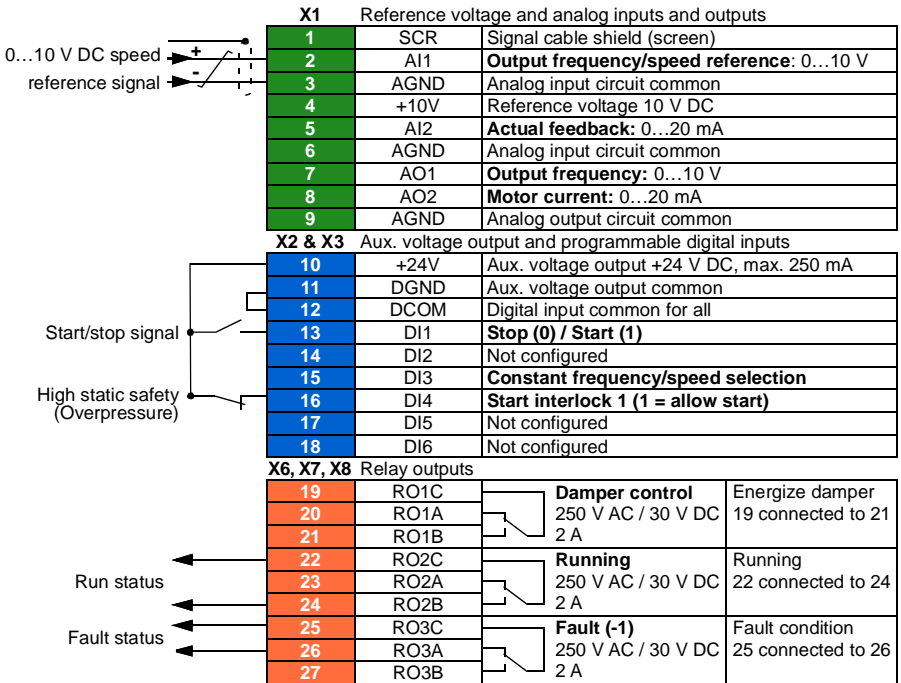 X1 Reference voltage and analog inputs and outputs
0…10 V DC speed
reference signal
+
-
1 SCR Signal cable shield (screen)
2 AI1 Output frequency/speed reference: 0…10 V
3 AGND Analog input circuit common
4 +10V Reference voltage 10 V DC
5 AI2 Actual feedback: 0…20 mA
6 AGND Analog input circuit common
7 AO1 Output frequency: 0…10 V
8 AO2 Motor current: 0…20 mA
9 AGND Analog output circuit common
X2 & X3 Aux. voltage output and programmable digital inputs
10 +24V Aux. voltage output +24 V DC, max. 250 mA
11 DGND Aux. voltage output common
12 DCOM Digital input common for all
Start/stop signal
13 DI1 Stop (0) / Start (1)
14 DI2 Not configured
15 DI3 Constant frequency/speed selection
High static safety
(Overpressure)
16 DI4 Start interlock 1 (1 = allow start)
17 DI5 Not configured
18 DI6 Not configured
X6, X7, X8 Relay outputs
19 RO1C Damper control Energize damper
20 RO1A 250 V AC / 30 V DC 19 connected to 21
21 RO1B 2 A
Run status
22 RO2C Running Running
23 RO2A 250 V AC / 30 V DC 22 connected to 24
24 RO2B 2 A
Fault status
25 RO3C Fault (-1) Fault condition
26 RO3A 250 V AC / 30 V DC 25 connected to 26
27 RO3B 2 A